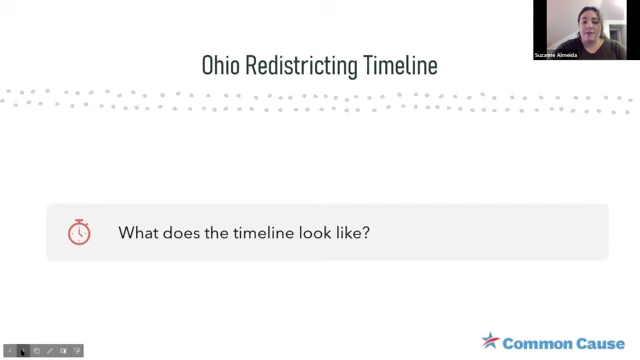 Suzanne Almeida
Ohio Redistricting Timeline
What does the timeline look like?
Common Cause